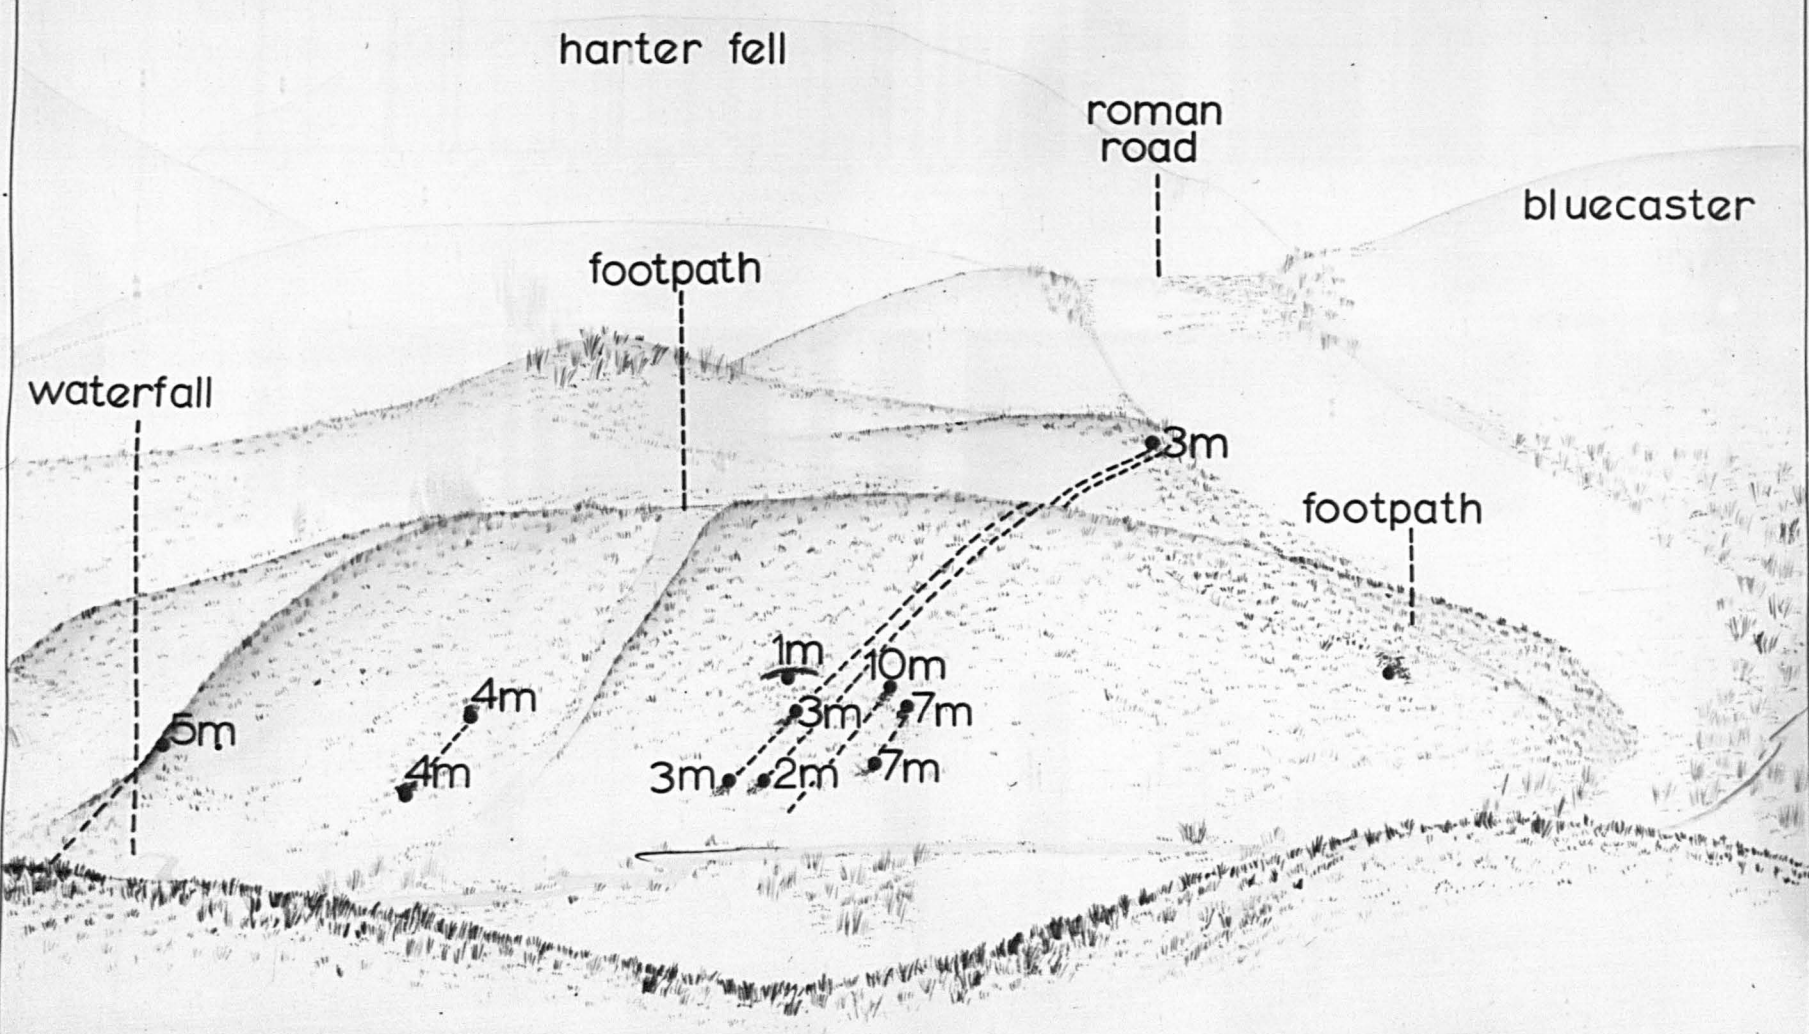 harter fell
roman
road
bluecaster
footpath
waterfall
3m
footpath
1m
10m
4m
3m
7m
5m
4m
3m
2m
7m